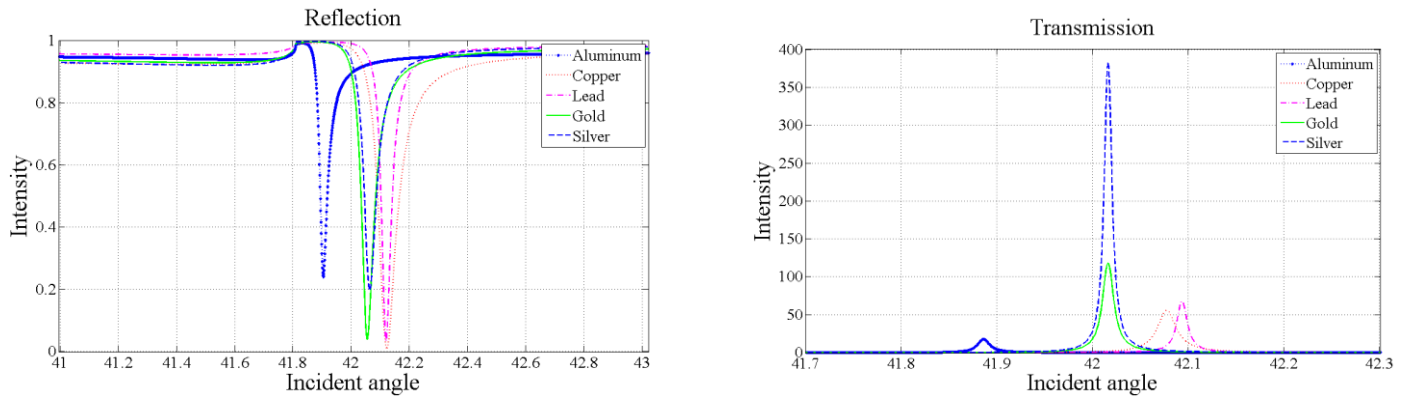 Reflection
Intensity
1
0.8
0.6
0.4
0.2
0
41 41.2 41.4 41.6 41.8 42 42.2 42.4 42.6 42.8 43
Incident angle
Aluminum
Copper
Lead
Gold
Silver
Transmission
Intensity
400
350
300
250
200
150
100
50
0
41.7 41.8 41.9 42 42.1 42.2 42.3
Incident angle
Aluminum
Copper
Lead
Gold
Silver